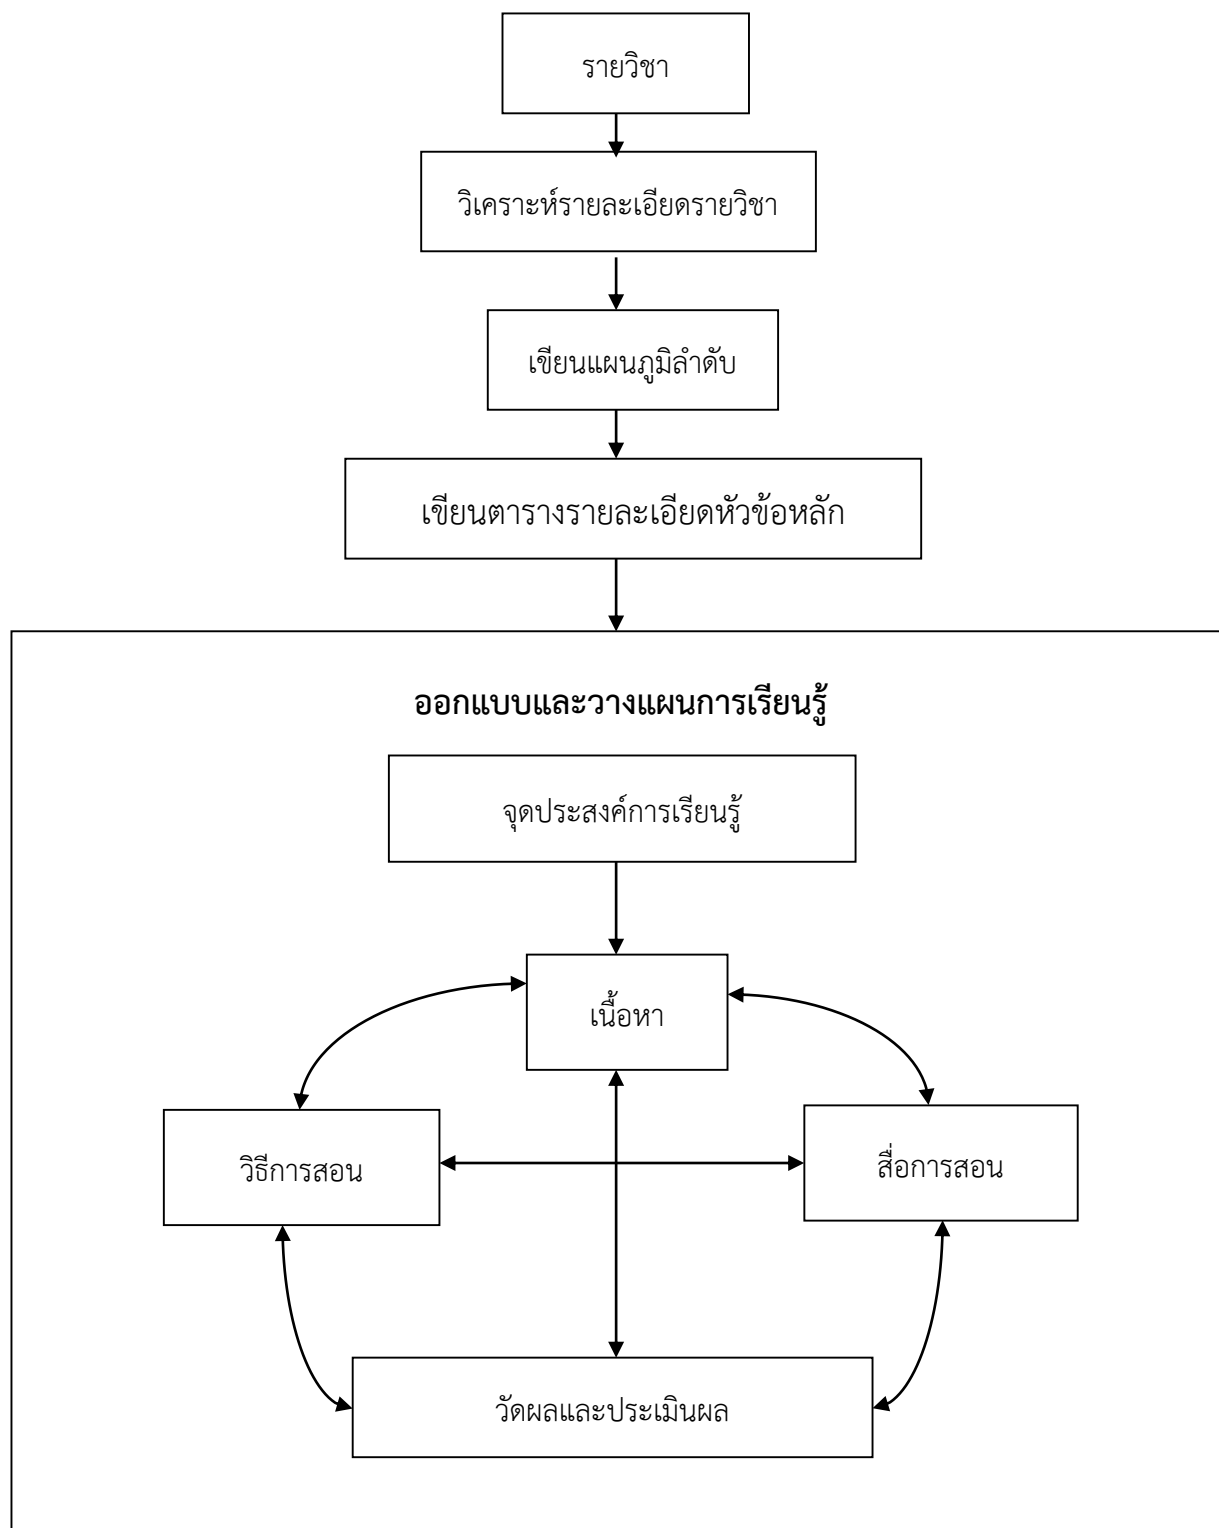 รายวิชา
วิเคราะห์รายละเอียดรายวิชา
เขียนแผนภูมิลำดับ
เขียนตารางรายละเอียดหัวข้อหลัก
ออกแบบและวางแผนการเรียนรู้
จุดประสงค์การเรียนรู้
เนื้อหา
วิธีการสอน
สื่อการสอน
วัดผลและประเมินผล